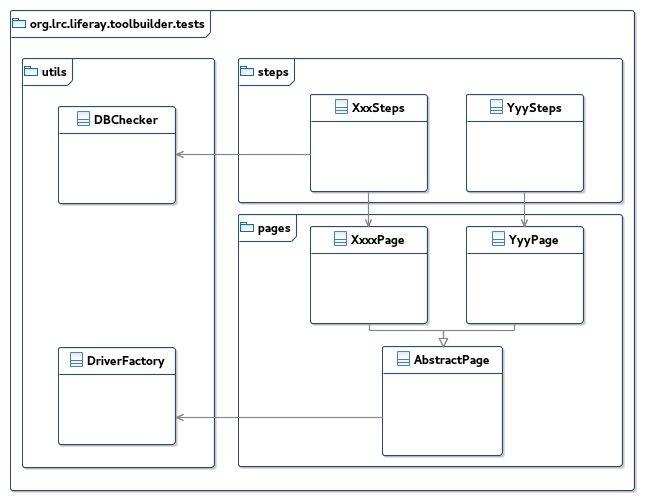 org.lrc.liferay.toolbuilder.tests
utils
steps
DBChecker
XxxSteps
YyySteps
pages
XxxxPage
YyyPage
DriverFactory
AbstractPage